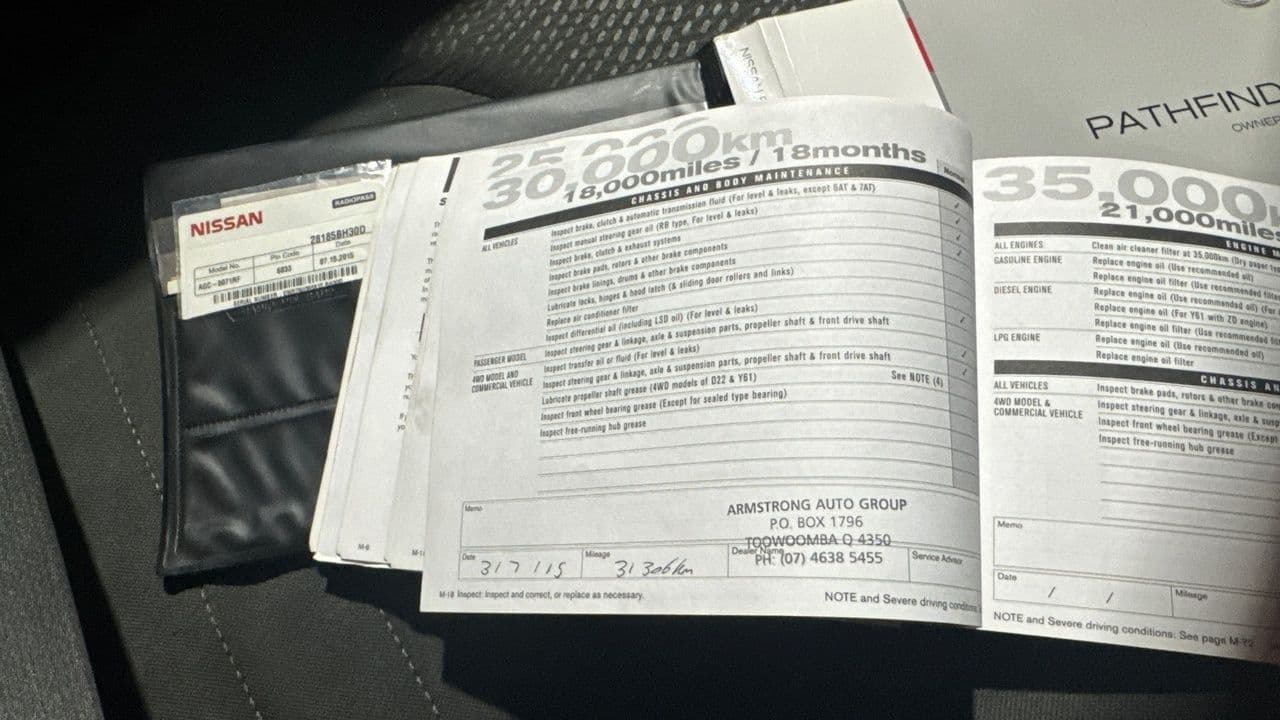 NISSAN
RADIOPASS
28185BH30D
Model No.
Pin Code
Date
6833
07.18.2015
NISSAN
PATHFIND
OWNER
30,000km
18,000miles / 18months
CHASSIS AND BODY MAINTENANCE
Normal
ALL VEHICLES
Inspect brake, clutch & automatic transmission fluid (For level & leaks, except 6AT & 7AT)
Inspect manual steering gear oil (RB type, For level & leaks)
Inspect brake, clutch & exhaust systems
Inspect brake pads, rotors & other brake components
Inspect brake linings, drums & other brake components
Lubricate locks, hinges & hood latch (& sliding door rollers and links)
Replace air conditioner filter
Inspect differential oil (including LSD oil) (For level & leaks)
PASSENGER MODEL
Inspect steering gear & linkage, axle & suspension parts, propeller shaft & front drive shaft
4WD MODEL AND
COMMERCIAL VEHICLE
Inspect transfer oil or fluid (For level & leaks)
Inspect steering gear & linkage, axle & suspension parts, propeller shaft & front drive shaft
Lubricate propeller shaft grease (4WD models of D22 & Y61)
See NOTE (4)
Inspect front wheel bearing grease (Except for sealed type bearing)
Inspect free-running hub grease
Memo
ARMSTRONG AUTO GROUP
P.O. BOX 1796
TOOWOOMBA Q 4350
PH: (07) 4638 5455
Date
Mileage
Dealer Name
Service Advisor
31 7 / 15
31 306 km
M-10 Inspect: Inspect and correct, or replace as necessary.
NOTE and Severe driving conditions
M-6
35,000
21,000miles
ENGINE
ALL ENGINES
Clean air cleaner filter at 35,000km (Dry paper
GASOLINE ENGINE
Replace engine oil (Use recommended oil)
Replace engine oil filter (Use recommended
DIESEL ENGINE
Replace engine oil (Use recommended oil) (For
Replace engine oil (For Y61 with ZD engine)
Replace engine oil filter (Use recommended
LPG ENGINE
Replace engine oil (Use recommended oil)
Replace engine oil filter
CHASSIS AN
ALL VEHICLES
Inspect brake pads, rotors & other brake
4WD MODEL &
COMMERCIAL VEHICLE
Inspect steering gear & linkage, axle &
Inspect front wheel bearing grease (Except
Inspect free-running hub grease
Memo
Date
/ /
Mileage
NOTE and Severe driving conditions: See page M-22